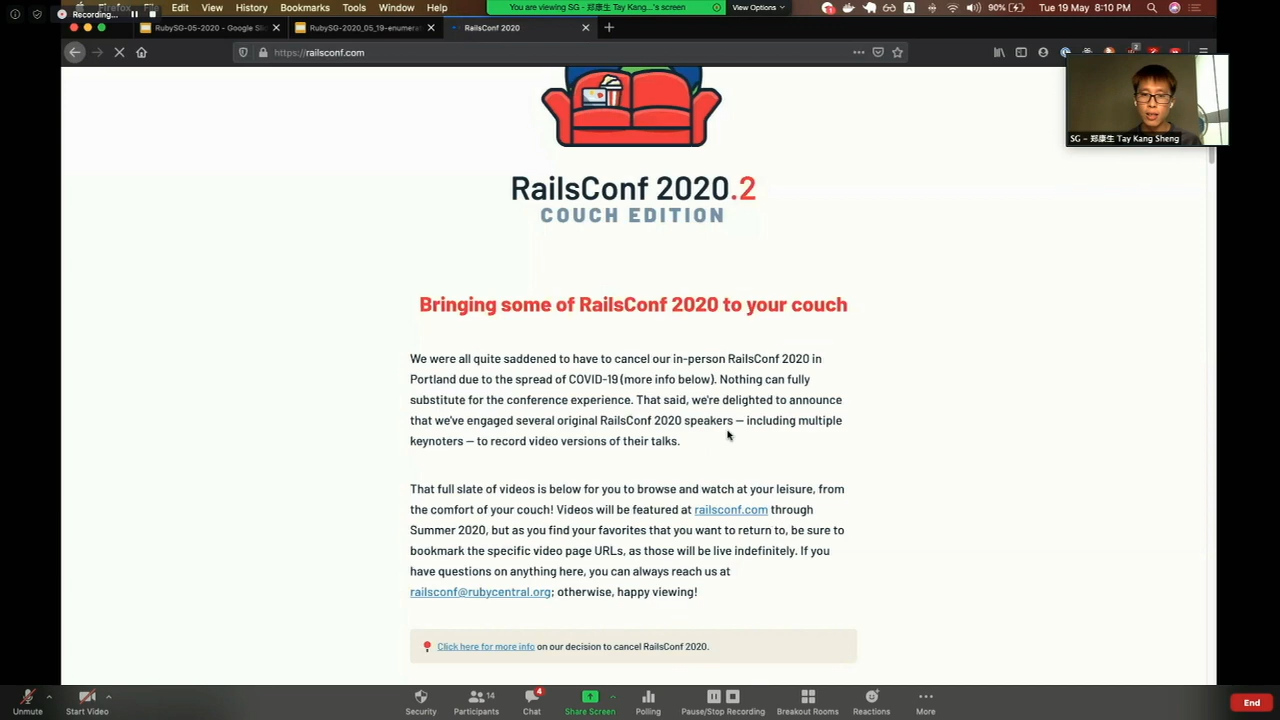 Recording...
Firefox
Edit
View
History
Bookmarks
Tools
Window
Help
You are viewing SG - 郑康生 Tay Kang...'s screen
View Options
A
90%
Tue 19 May 8:10 PM
RubySG-05-2020 - Google Sli
RubySG-2020_05_19-enumera
RailsConf 2020
https://railsconf.com
SG - 郑康生 Tay Kang Sheng
RailsConf 2020.2
COUCH EDITION
Bringing some of RailsConf 2020 to your couch
We were all quite saddened to have to cancel our in-person RailsConf 2020 in
Portland due to the spread of COVID-19 (more info below). Nothing can fully
substitute for the conference experience. That said, we're delighted to announce
that we've engaged several original RailsConf 2020 speakers — including multiple
keynoters — to record video versions of their talks.
That full slate of videos is below for you to browse and watch at your leisure, from
the comfort of your couch! Videos will be featured at railsconf.com through
Summer 2020, but as you find your favorites that you want to return to, be sure to
bookmark the specific video page URLs, as those will be live indefinitely. If you
have questions on anything here, you can always reach us at
railsconf@rubycentral.org; otherwise, happy viewing!
Click here for more info on our decision to cancel RailsConf 2020.
Unmute
Start Video
Security
Participants
14
Chat
4
Share Screen
Polling
Pause/Stop Recording
Breakout Rooms
Reactions
More
End